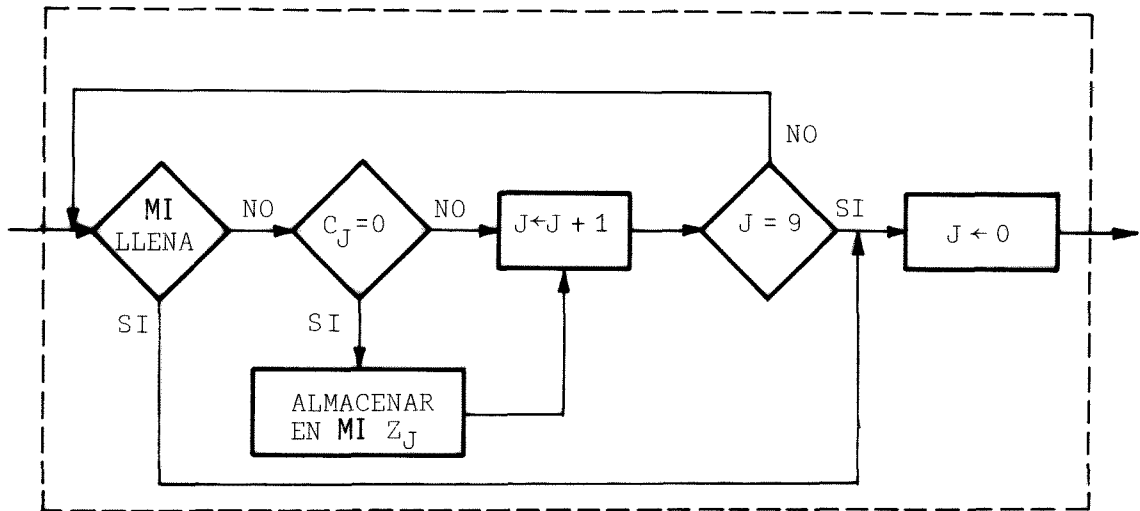 NO
MI
LLENA
NO
C_J=0
NO
J←J + 1
J = 9
SI
J ← 0
SI
SI
ALMACENAR
EN MI Z_J